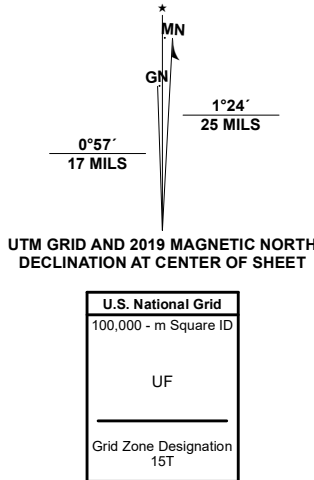 ★
MN
GN
1°24´
25 MILS
0°57´
17 MILS
UTM GRID AND 2019 MAGNETIC NORTH
DECLINATION AT CENTER OF SHEET
U.S. National Grid
100,000 - m Square ID
UF
Grid Zone Designation
15T